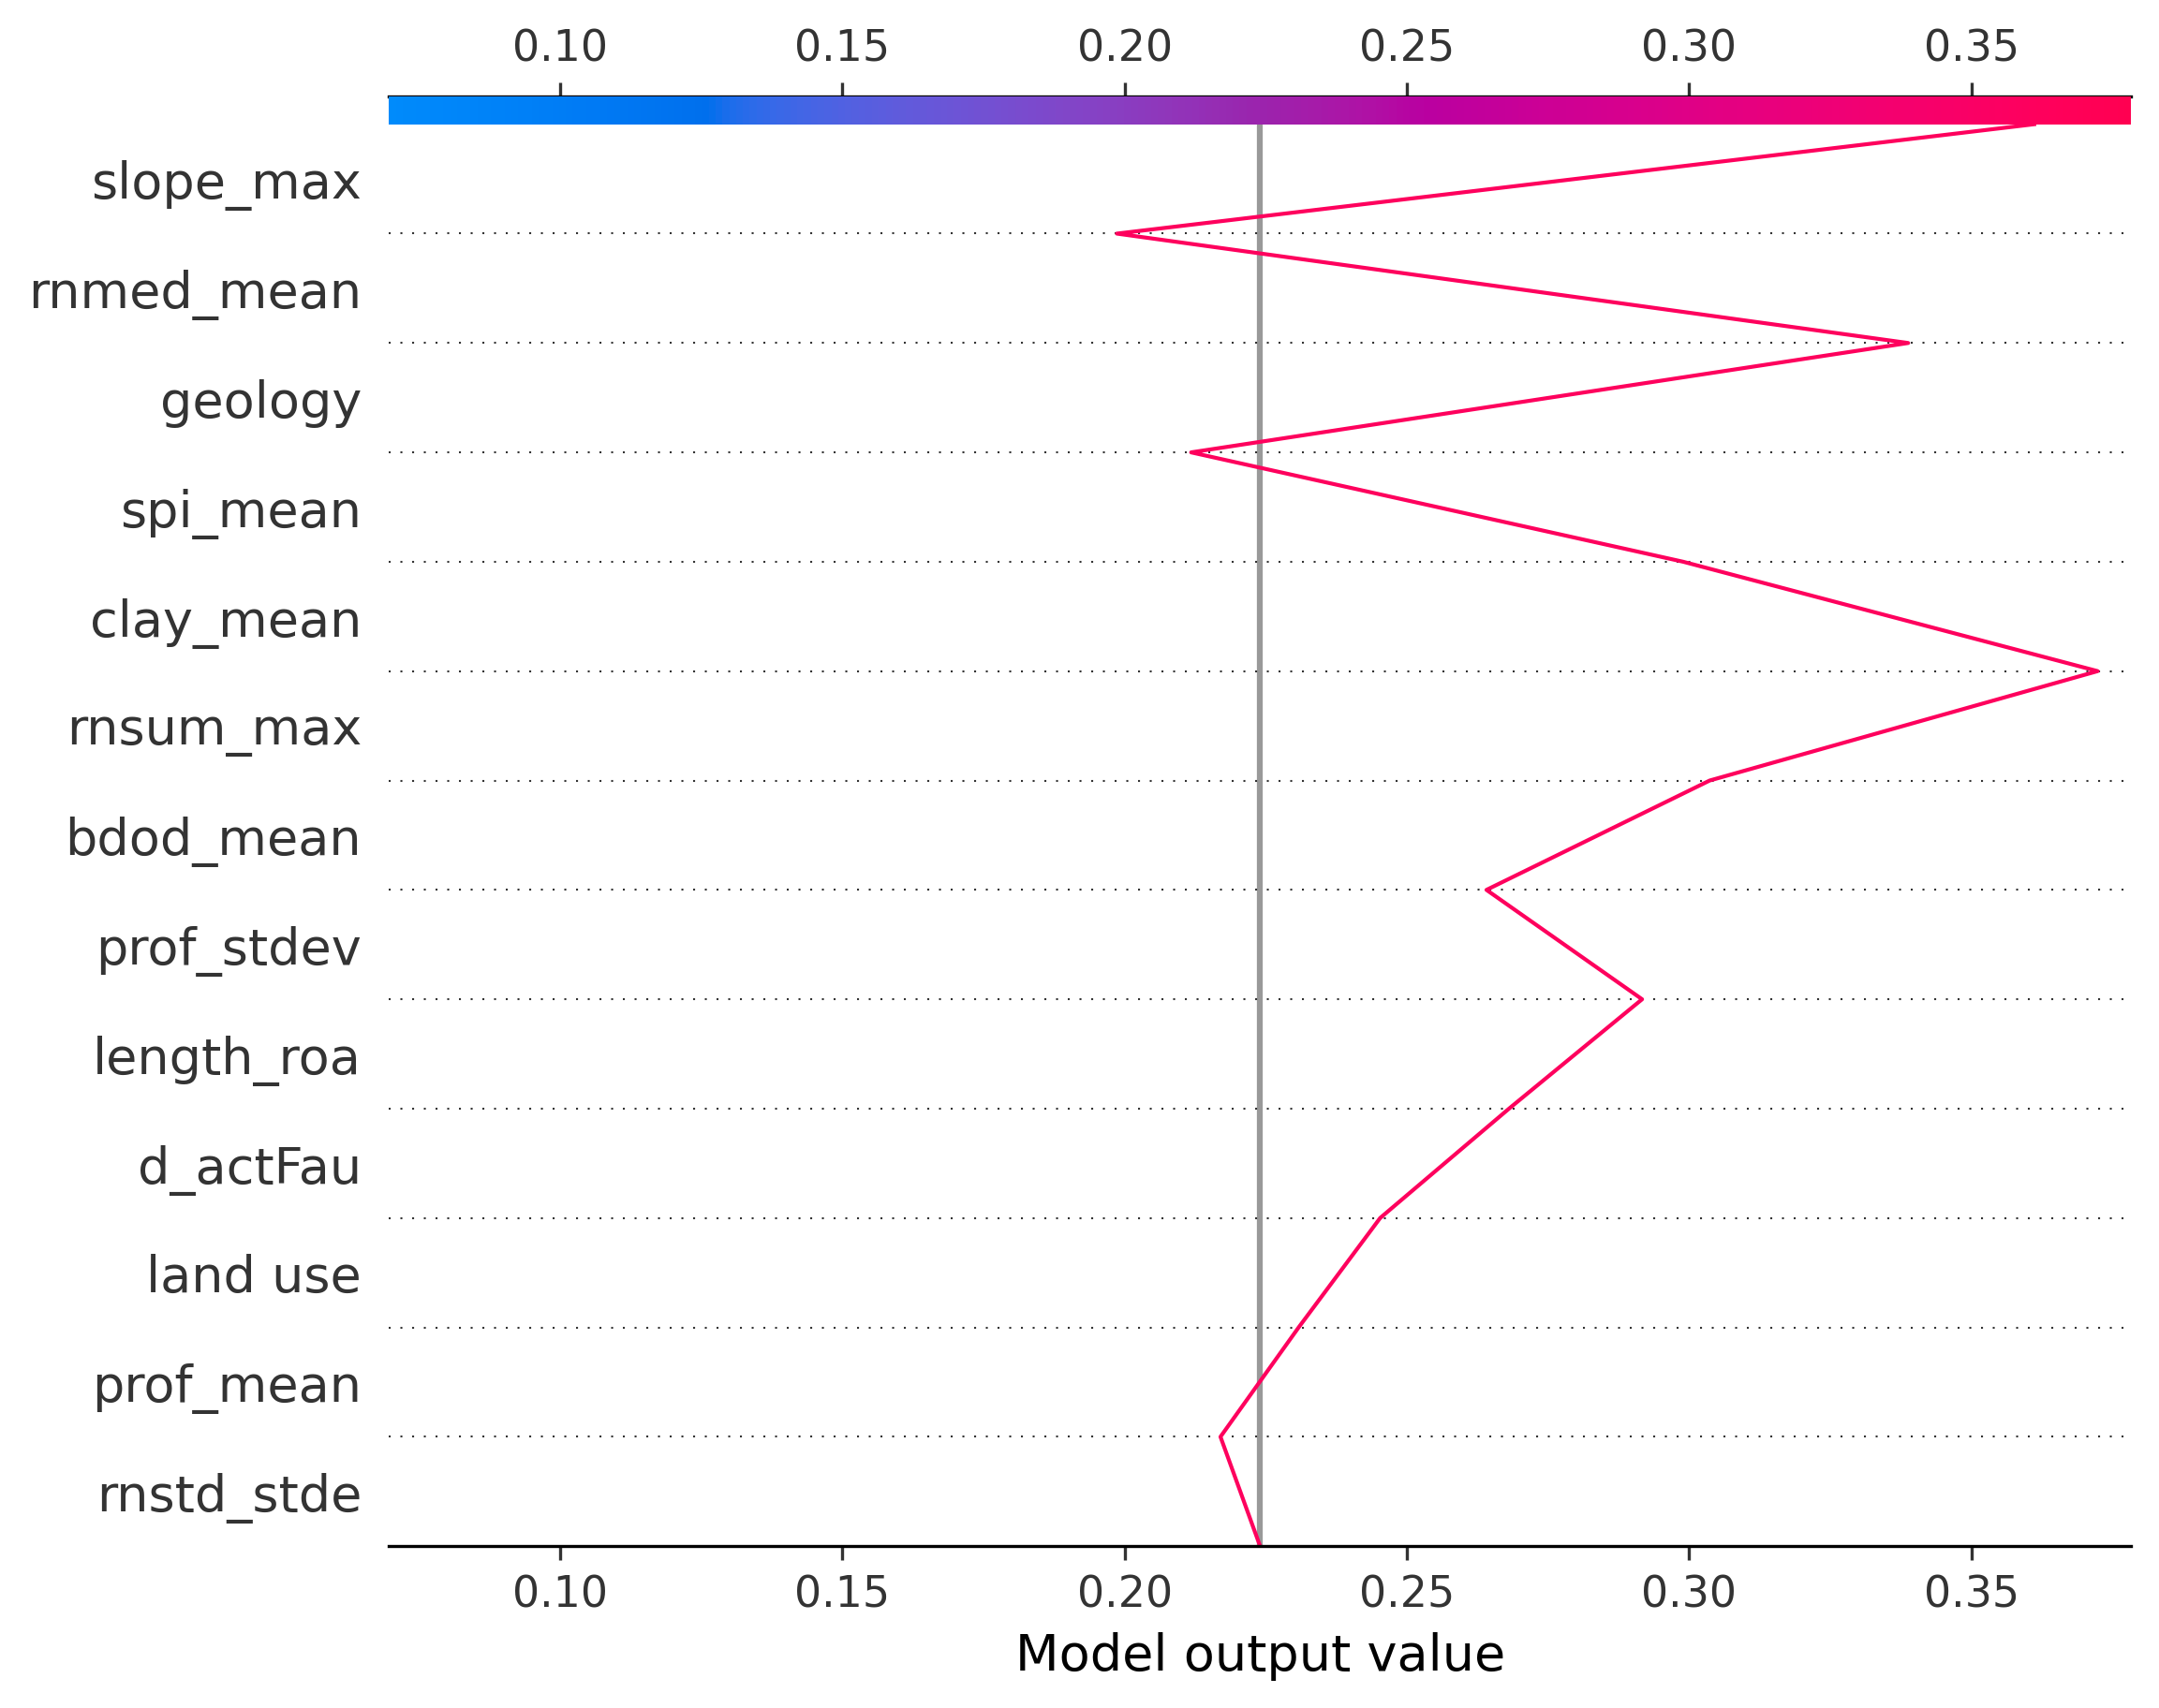 0.10 0.15 0.20 0.25 0.30 0.35
slope_max
rnmed_mean
geology
spi_mean
clay_mean
rnsum_max
bdod_mean
prof_stdev
length_roa
d_actFau
land use
prof_mean
rnstd_stde
0.10 0.15 0.20 0.25 0.30 0.35
Model output value